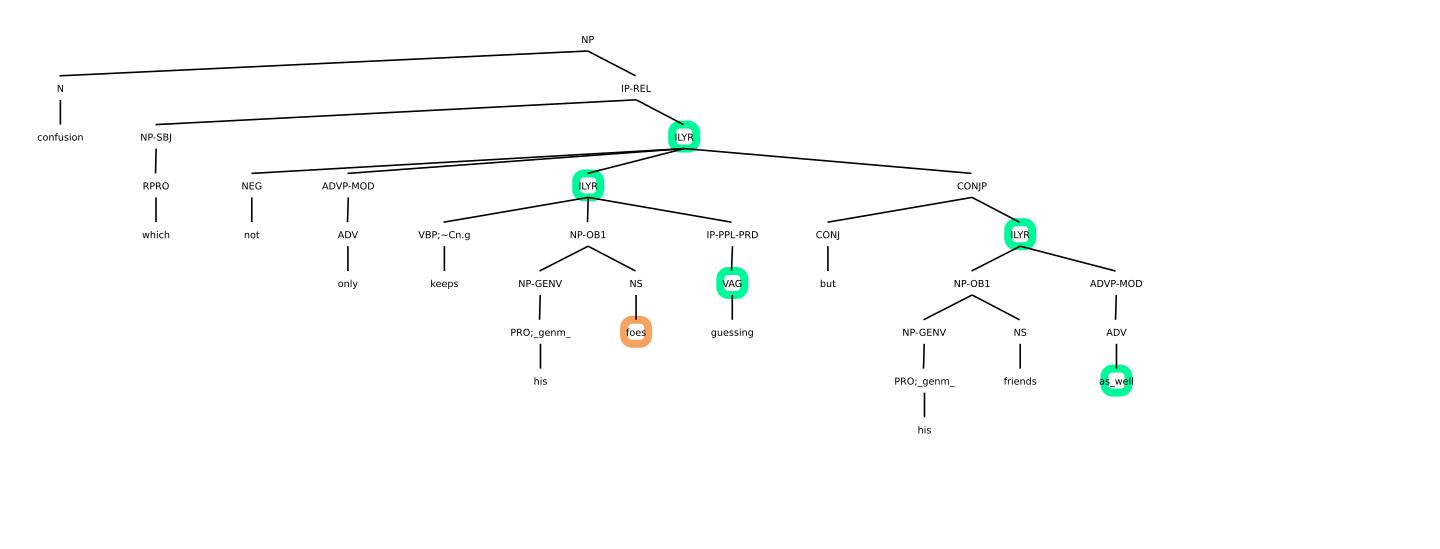 NP
N IP-REL
confusion NP-SBJ ILYR
RPRO NEG ADVP-MOD ILYR CONJP
which not ADV VBP;~Cn.g NP-OB1 IP-PPL-PRD CONJ ILYR
only keeps NP-GENV NS VAG but NP-OB1 ADVP-MOD
PRO;_genm_ foes guessing NP-GENV NS ADV
his PRO;_genm_ friends as_well
his